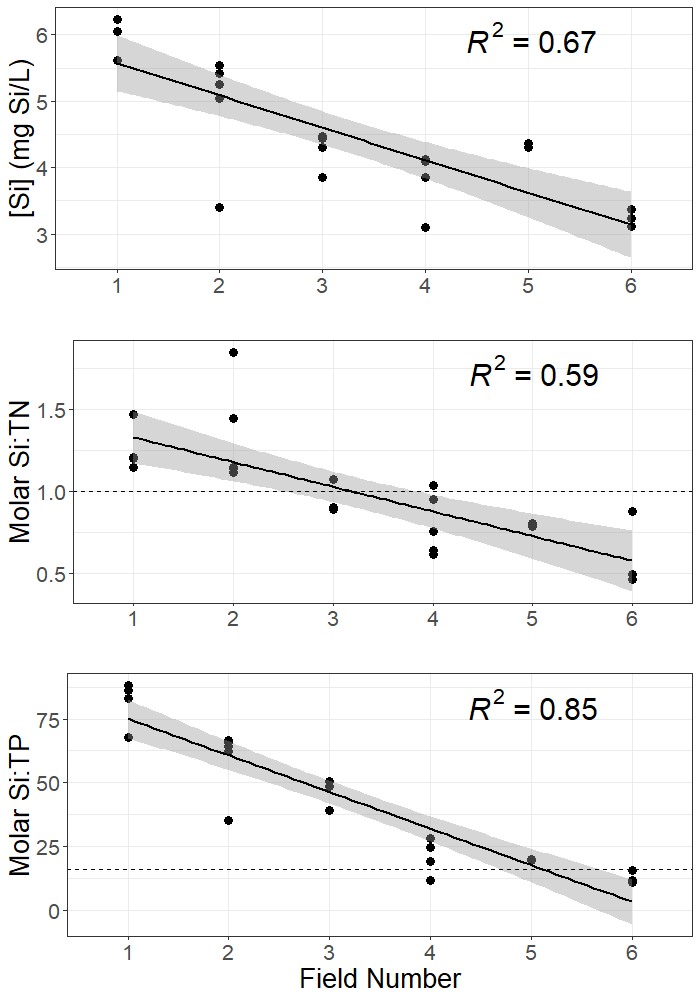 R2 = 0.67
[Si] (mg Si/L)
6
5
4
3
1 2 3 4 5 6
R2 = 0.59
Molar Si:TN
1.5
1.0
0.5
1 2 3 4 5 6
R2 = 0.85
Molar Si:TP
75
50
25
0
1 2 3 4 5 6
Field Number